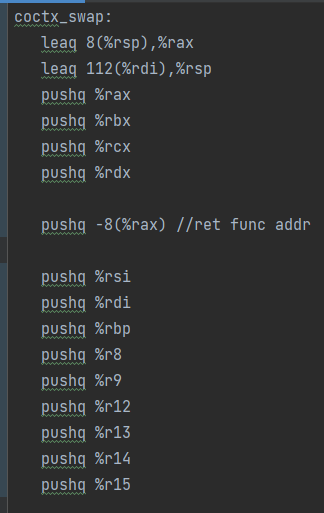 coctx_swap:
leaq 8(%rsp),%rax
leaq 112(%rdi),%rsp
pushq %rax
pushq %rbx
pushq %rcx
pushq %rdx
pushq -8(%rax) //ret func addr
pushq %rsi
pushq %rdi
pushq %rbp
pushq %r8
pushq %r9
pushq %r12
pushq %r13
pushq %r14
pushq %r15